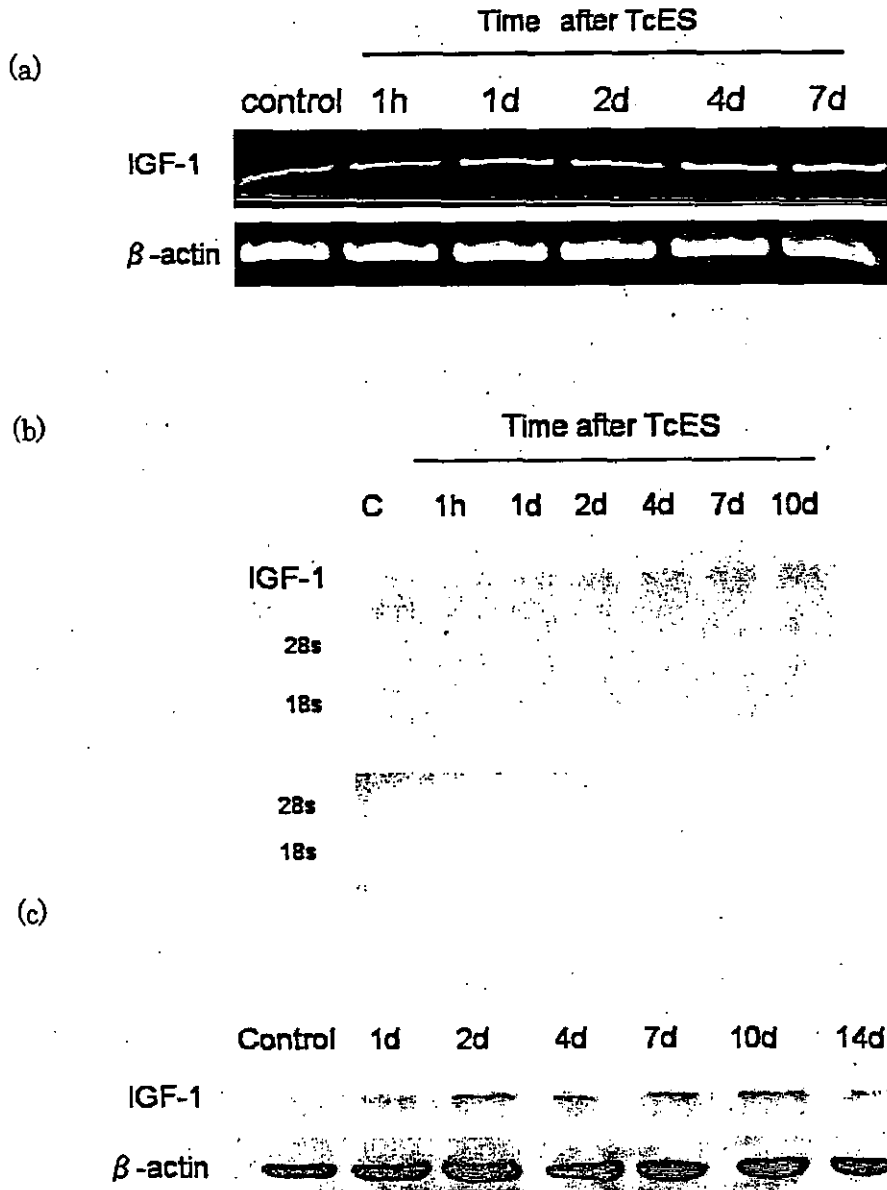 (a)
Time after TcES
control 1h 1d 2d 4d 7d
IGF-1
β-actin
(b)
Time after TcES
C 1h 1d 2d 4d 7d 10d
IGF-1
28s
18s
28s
18s
(c)
Control 1d 2d 4d 7d 10d 14d
IGF-1
β-actin